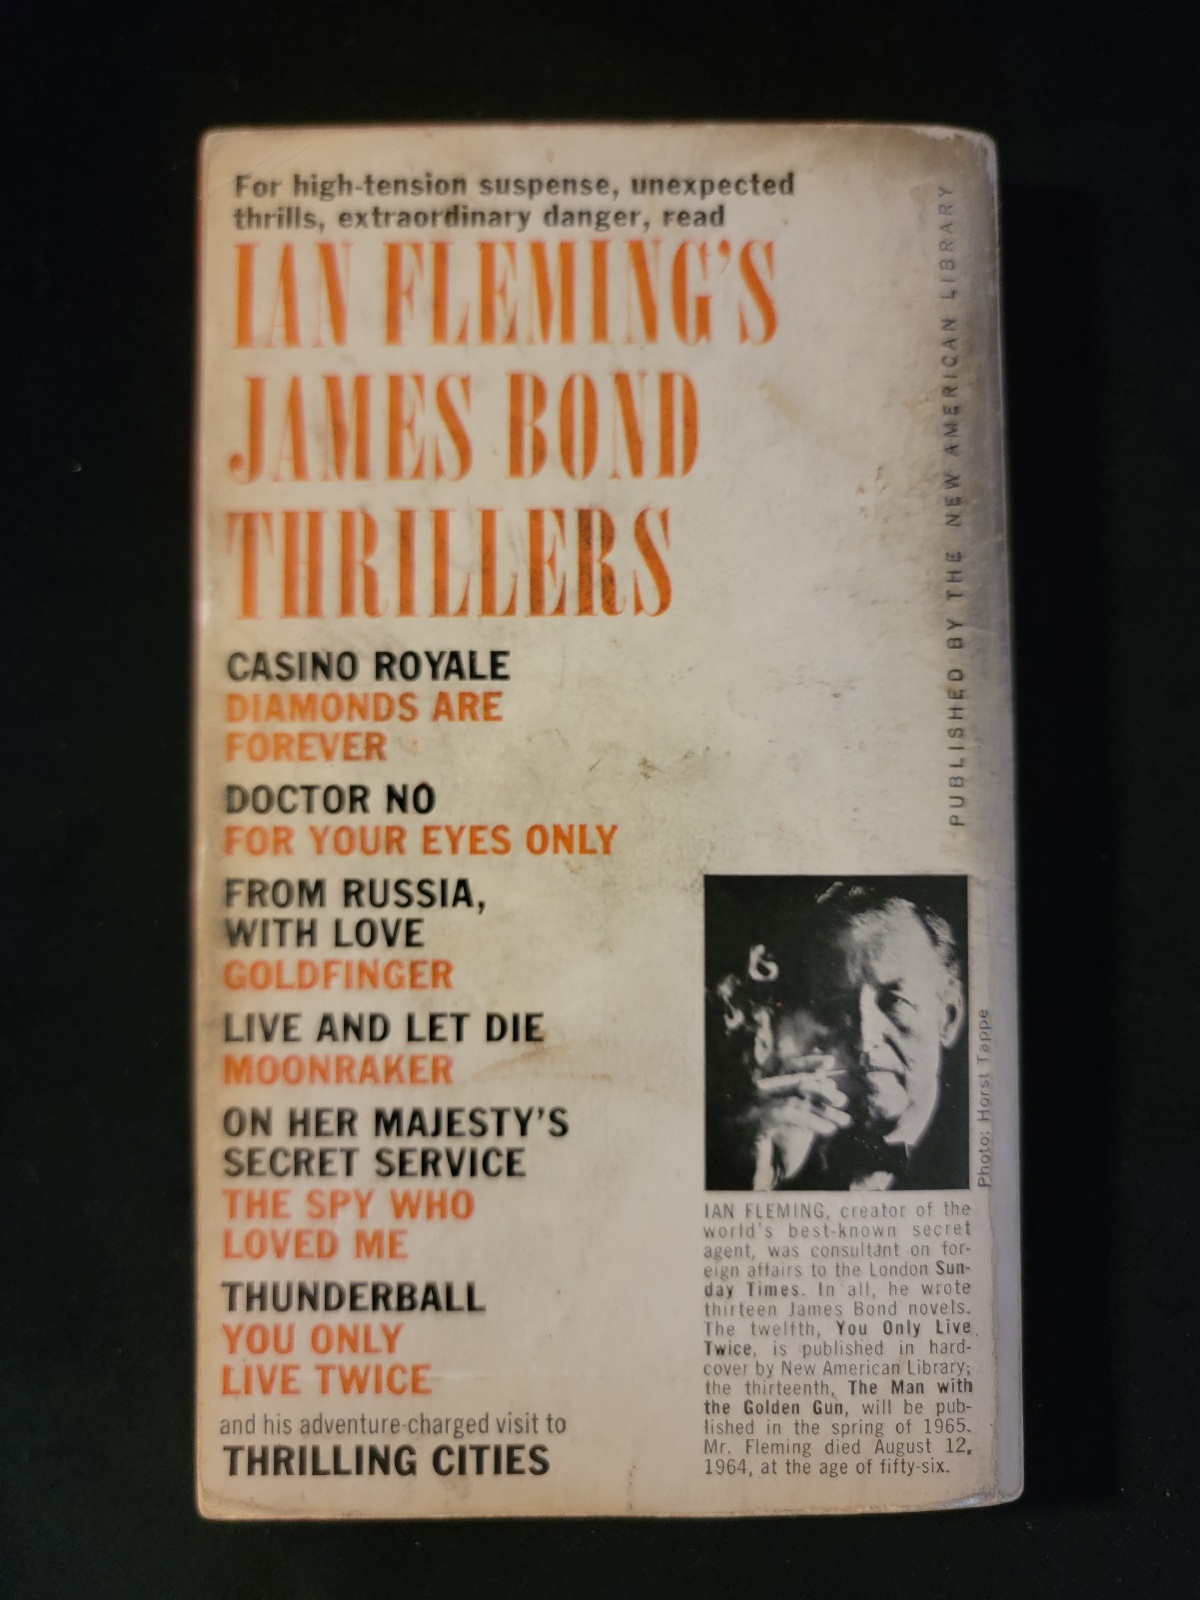 For high-tension suspense, unexpected
thrills, extraordinary danger, read
IAN FLEMING'S
JAMES BOND
THRILLERS
CASINO ROYALE
DIAMONDS ARE
FOREVER
DOCTOR NO
FOR YOUR EYES ONLY
FROM RUSSIA,
WITH LOVE
GOLDFINGER
LIVE AND LET DIE
MOONRAKER
ON HER MAJESTY'S
SECRET SERVICE
THE SPY WHO
LOVED ME
THUNDERBALL
YOU ONLY
LIVE TWICE
and his adventure-charged visit to
THRILLING CITIES
PUBLISHED BY THE NEW AMERICAN LIBRARY
Photo: Horst Tappe
IAN FLEMING, creator of the
world's best-known secret
agent, was consultant on for-
eign affairs to the London Sun-
day Times. In all, he wrote
thirteen James Bond novels.
The twelfth, You Only Live
Twice, is published in hard-
cover by New American Library;
the thirteenth, The Man with
the Golden Gun, will be pub-
lished in the spring of 1965.
Mr. Fleming died August 12,
1964, at the age of fifty-six.